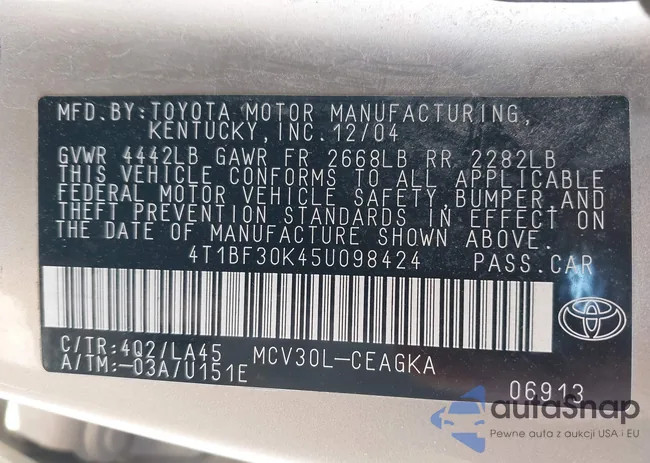 MFD.BY:TOYOTA MOTOR MANUFACTURING,
KENTUCKY,INC.12/04
GVWR 4442LB GAWR FR 2668LB RR 2282LB
THIS VEHICLE CONFORMS TO ALL APPLICABLE
FEDERAL MOTOR VEHICLE SAFETY,BUMPER,AND
THEFT PREVENTION STANDARDS IN EFFECT ON
THE DATE OF MANUFACTURE SHOWN ABOVE.
4T1BF30K45U098424 PASS.CAR
C/TR:4Q2/LA45 MCV30L-CEAGKA
A/TM:-03A/U151E
06913
autaSnap
Pewne auta z aukcji USA i EU